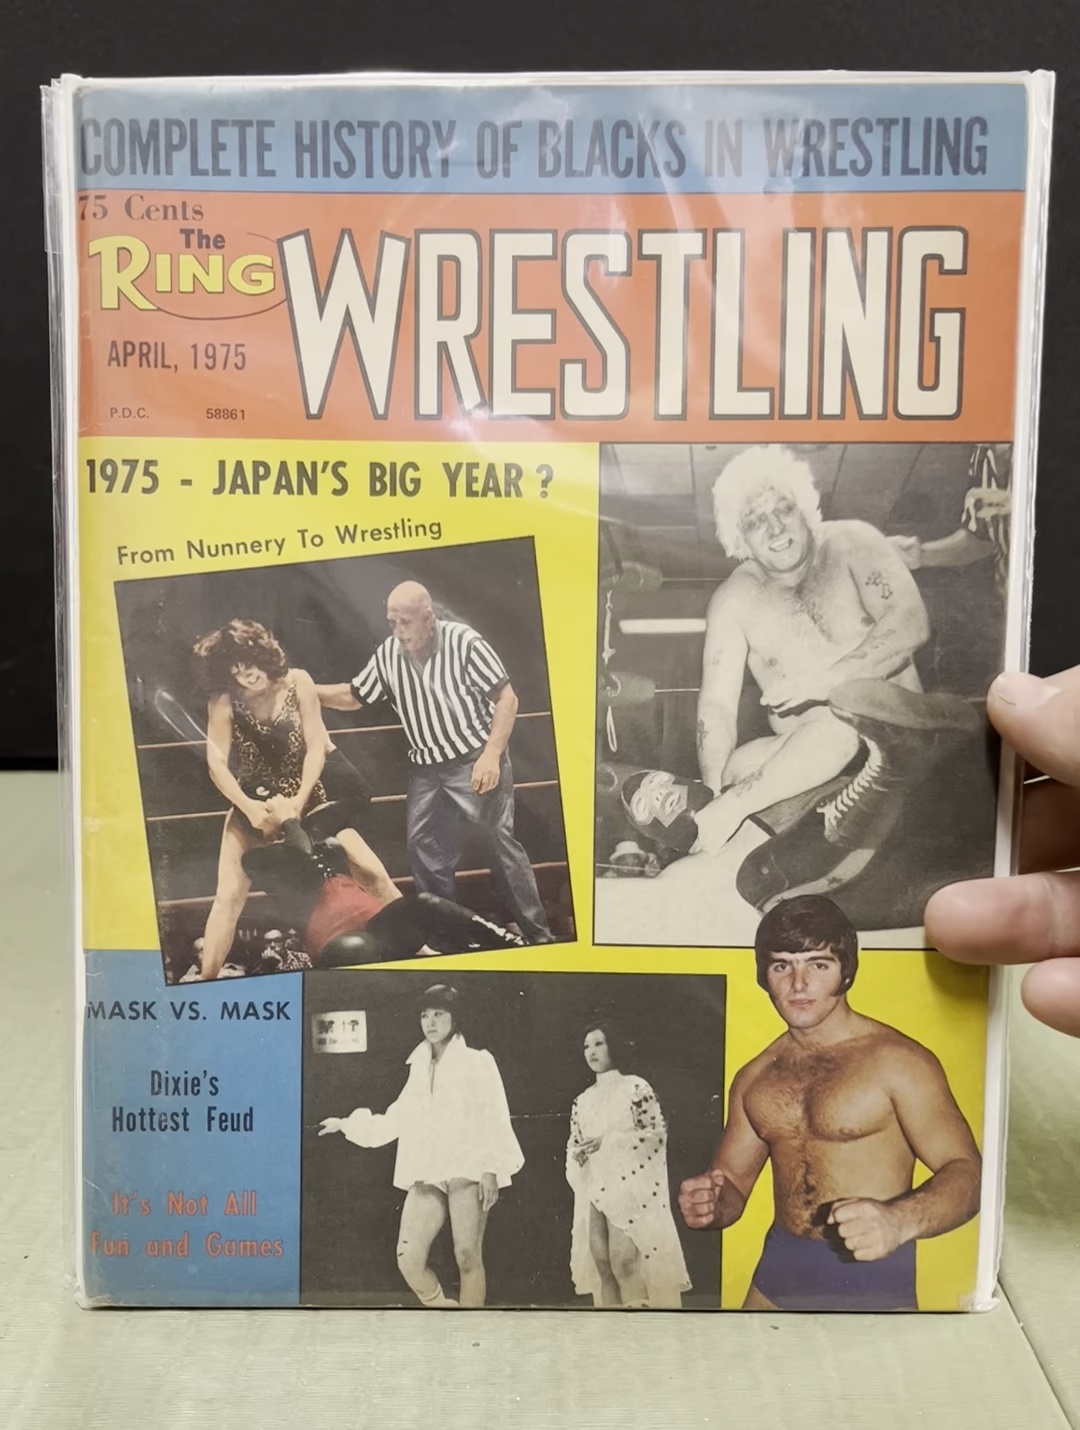 COMPLETE HISTORY OF BLACKS IN WRESTLING
75 Cents
The
RING
WRESTLING
APRIL, 1975
P.D.C. 58861
1975 - JAPAN'S BIG YEAR ?
From Nunnery To Wrestling
MASK VS. MASK
Dixie's
Hottest Feud
It's Not All
Fun and Games